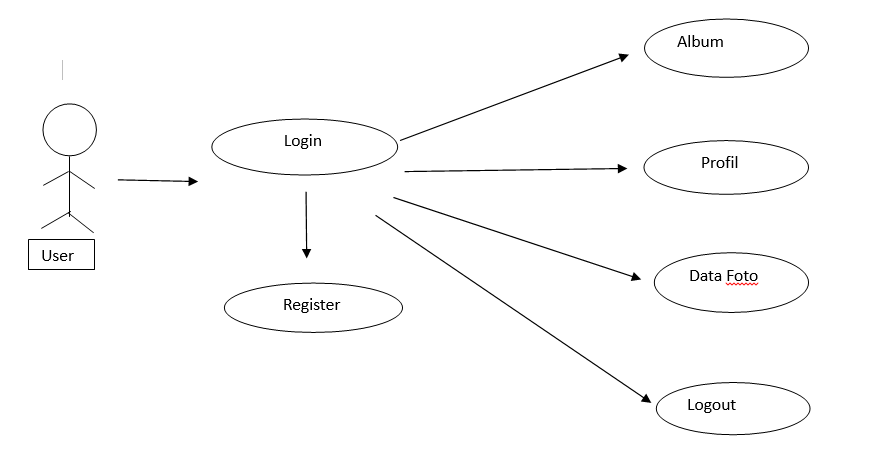 User
Login
Register
Album
Profil
Data Foto
Logout